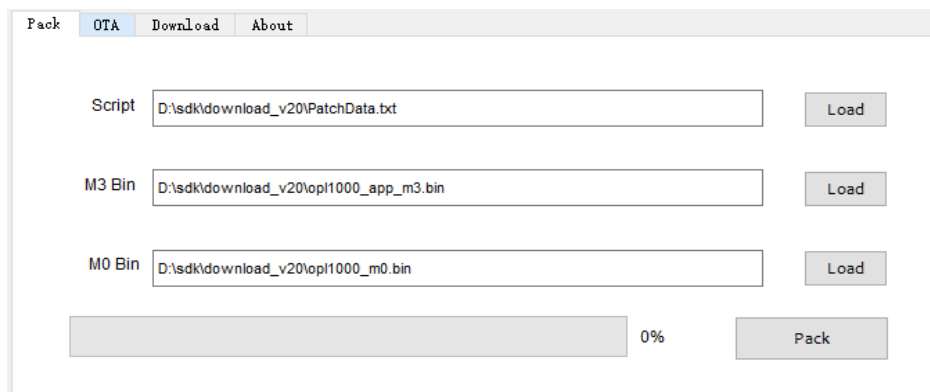 Pack OTA Download About
Script D:\sdk\download_v20\PatchData.txt Load
M3 Bin D:\sdk\download_v20\opl1000_app_m3.bin Load
M0 Bin D:\sdk\download_v20\opl1000_m0.bin Load
0% Pack